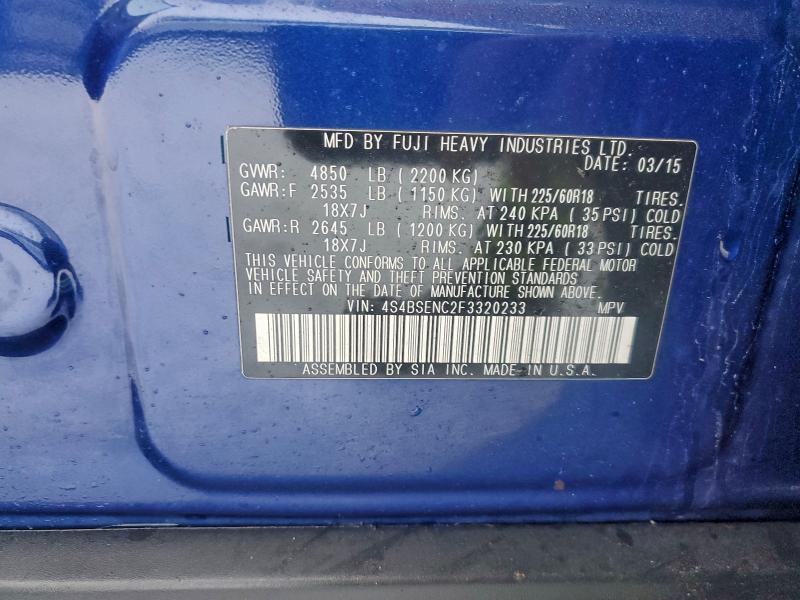 MFD BY FUJI HEAVY INDUSTRIES LTD.
DATE: 03/15
GVWR: 4850 LB ( 2200 KG)
GAWR:F 2535 LB ( 1150 KG) WITH 225/60R18 TIRES.
18X7J RIMS. AT 240 KPA ( 35 PSI) COLD
GAWR:R 2645 LB ( 1200 KG) WITH 225/60R18 TIRES.
18X7J RIMS. AT 230 KPA ( 33 PSI) COLD
THIS VEHICLE CONFORMS TO ALL APPLICABLE FEDERAL MOTOR
VEHICLE SAFETY AND THEFT PREVENTION STANDARDS
IN EFFECT ON THE DATE OF MANUFACTURE SHOWN ABOVE.
VIN: 4S4BSENC2F3320233 MPV
ASSEMBLED BY SIA INC. MADE IN U.S.A.